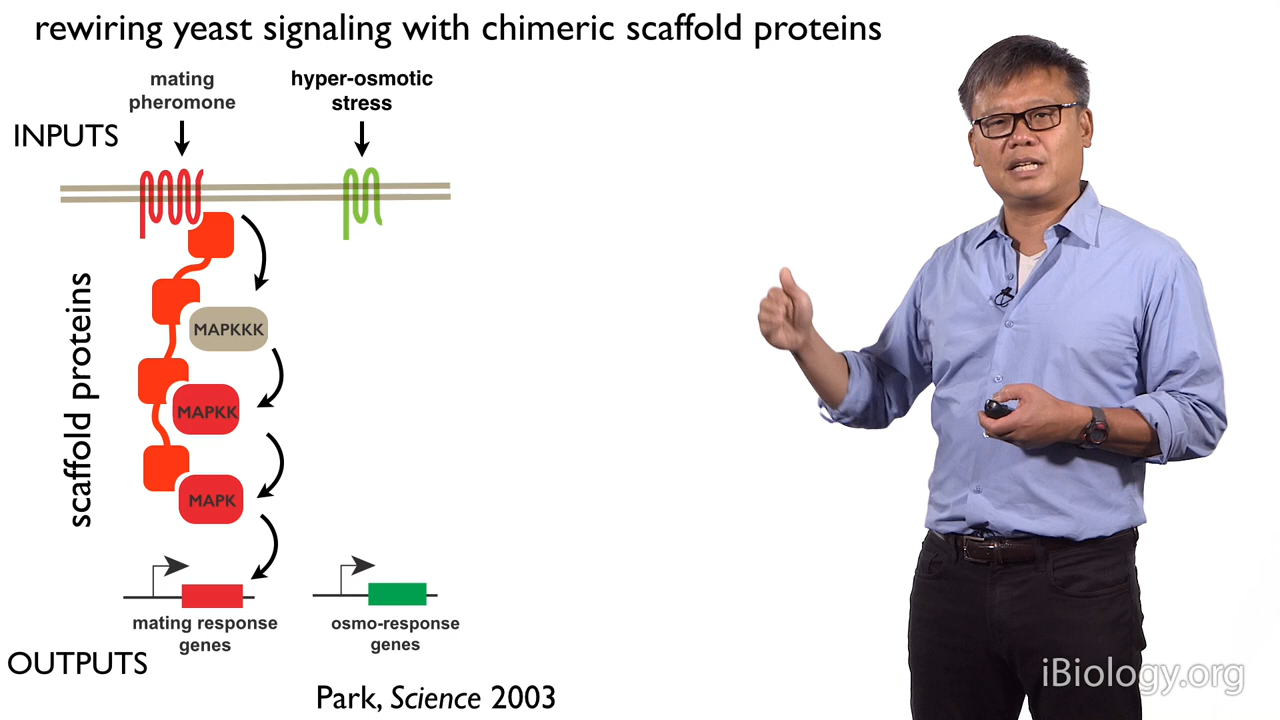 rewiring yeast signaling with chimeric scaffold proteins
mating
pheromone
hyper-osmotic
stress
INPUTS
scaffold proteins
MAPKKK
MAPKK
MAPK
mating response
genes
osmo-response
genes
OUTPUTS
Park, Science 2003
iBiology.org